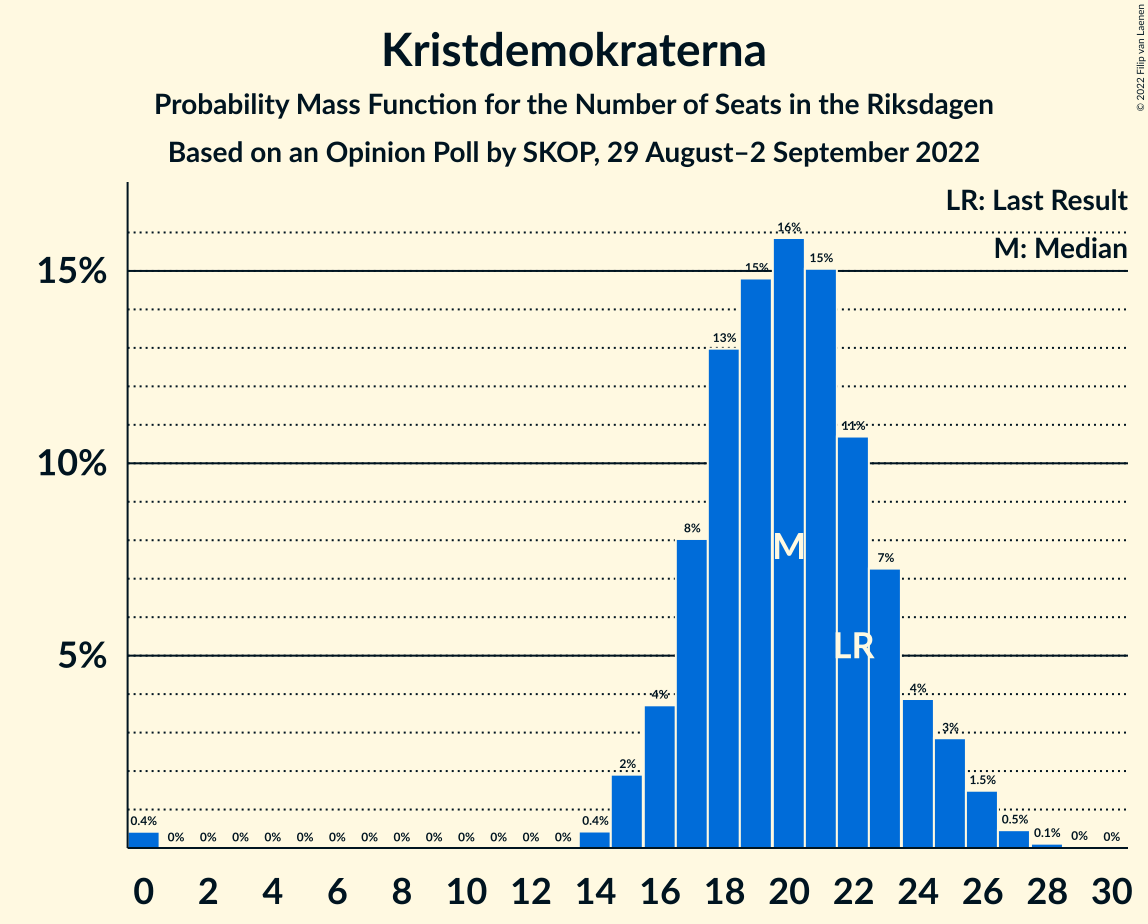 Kristdemokraterna
Probability Mass Function for the Number of Seats in the Riksdagen
Based on an Opinion Poll by SKOP, 29 August–2 September 2022
© 2022 Filip van Laenen
LR: Last Result
M: Median
15%
10%
5%
0.4% 0% 0% 0% 0% 0% 0% 0% 0% 0% 0% 0% 0% 0% 0.4% 2% 4% 8% 13% 15% 16% 15% 11% 7% 4% 3% 1.5% 0.5% 0.1% 0% 0%
M
LR
0 2 4 6 8 10 12 14 16 18 20 22 24 26 28 30